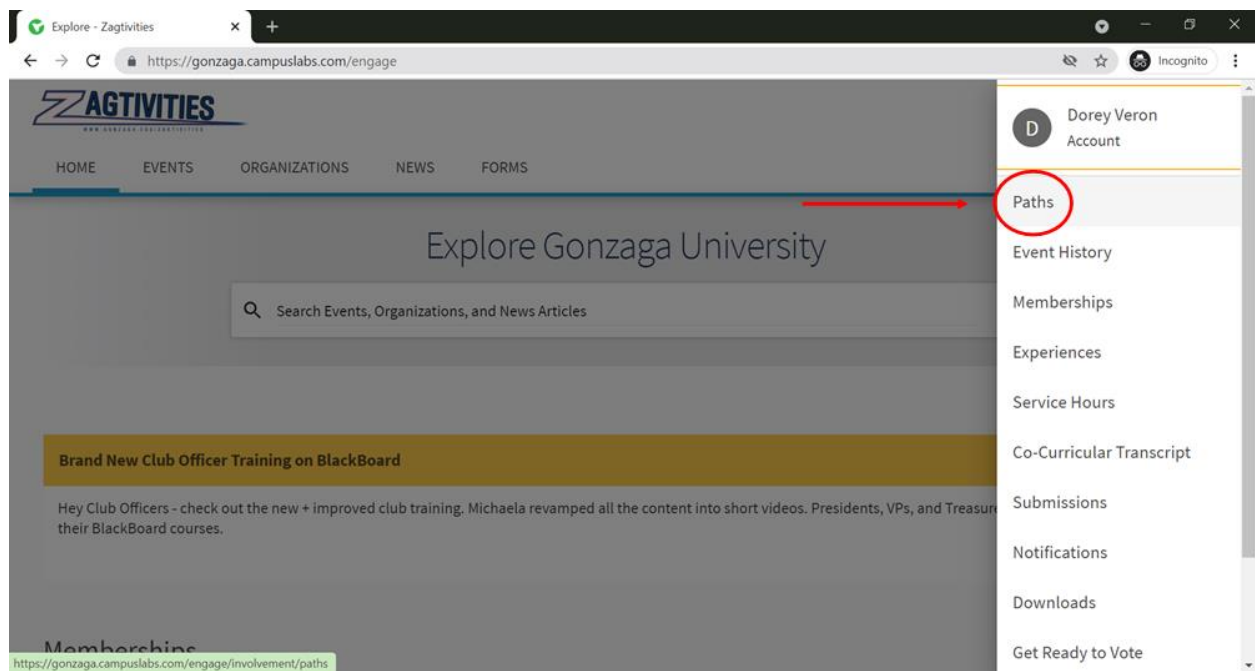 Explore - Zagtivities
https://gonzaga.campuslabs.com/engage
Incognito
ZAGTIVITIES
D
Dorey Veron
Account
HOME EVENTS ORGANIZATIONS NEWS FORMS
Paths
Explore Gonzaga University
Event History
Search Events, Organizations, and News Articles
Memberships
Experiences
Service Hours
Co-Curricular Transcript
Brand New Club Officer Training on BlackBoard
Hey Club Officers - check out the new + improved club training. Michaela revamped all the content into short videos. Presidents, VPs, and Treasure
their BlackBoard courses.
Submissions
Notifications
Downloads
Memberships
Get Ready to Vote
https://gonzaga.campuslabs.com/engage/involvement/paths